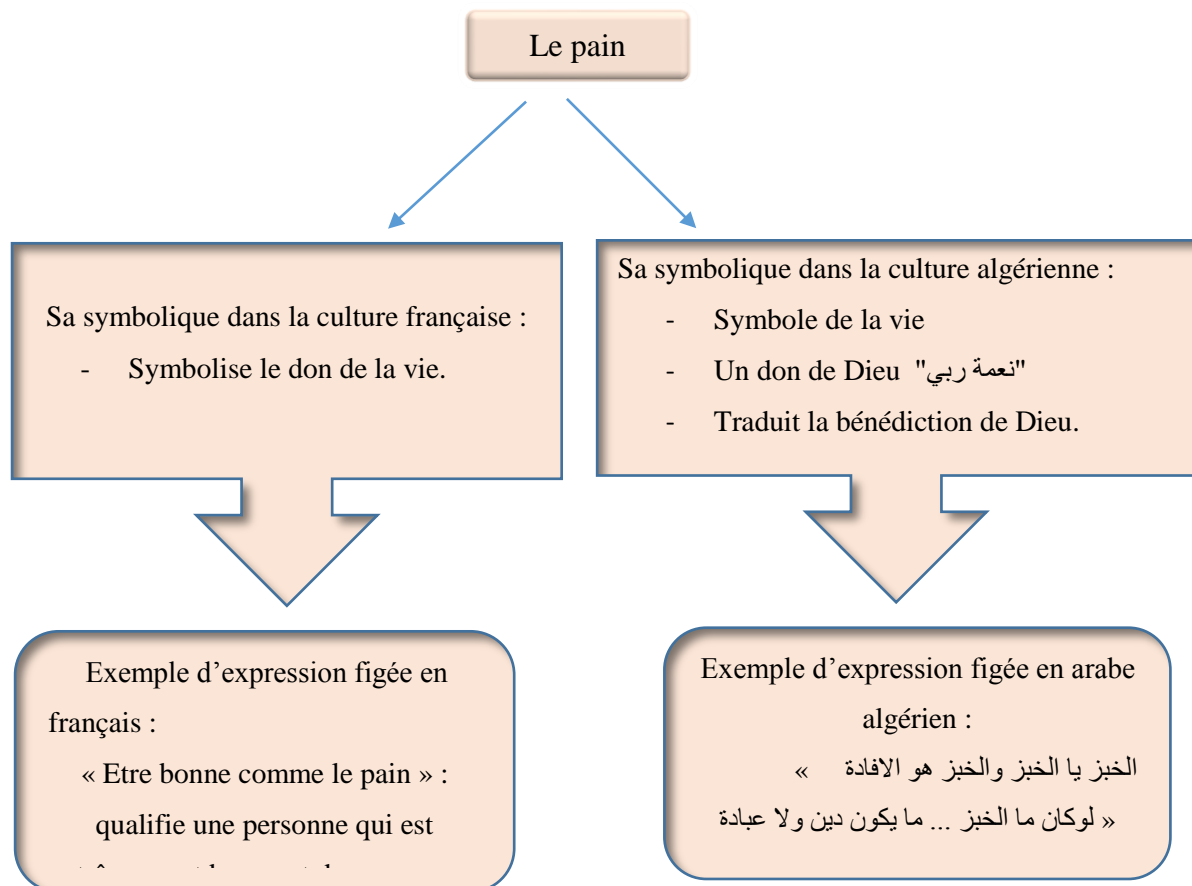 Le pain
Sa symbolique dans la culture française :
- Symbolise le don de la vie.
Sa symbolique dans la culture algérienne :
- Symbole de la vie
- Un don de Dieu "نعمة ربي"
- Traduit la bénédiction de Dieu.
Exemple d’expression figée en
français :
« Etre bonne comme le pain » :
qualifie une personne qui est
Exemple d’expression figée en arabe
algérien :
الخبز يا الخبز والخبز هو الافادة «
» لوكان ما الخبز ... ما يكون دين ولا عبادة